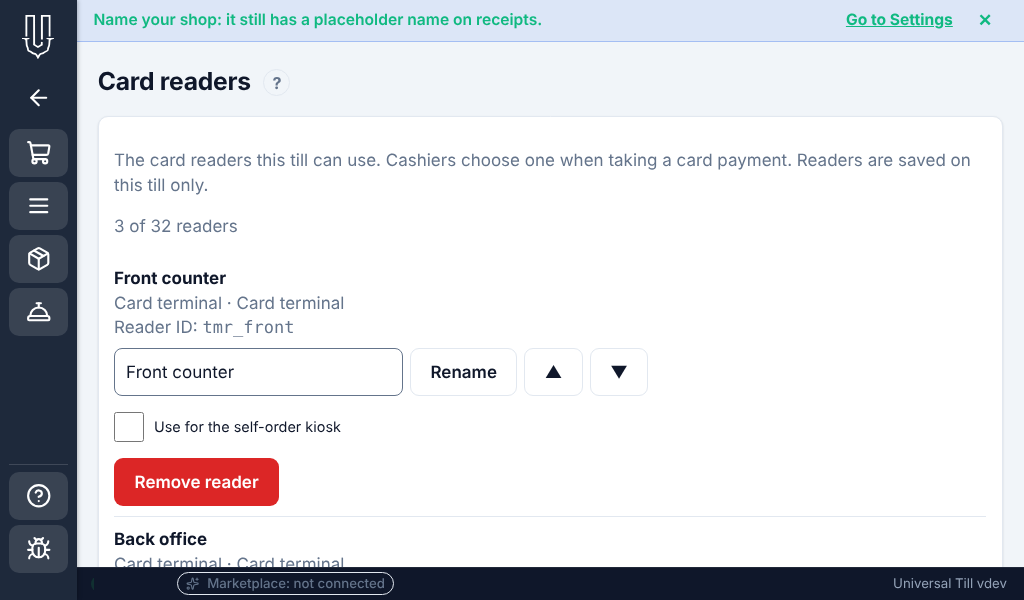 Name your shop: it still has a placeholder name on receipts.
Go to Settings
×
Card readers
?
The card readers this till can use. Cashiers choose one when taking a card payment. Readers are saved on
this till only.
3 of 32 readers
Front counter
Card terminal · Card terminal
Reader ID: tmr_front
Front counter
Rename
▲
▼
Use for the self-order kiosk
Remove reader
Back office
Card terminal · Card terminal
Marketplace: not connected
Universal Till vdev